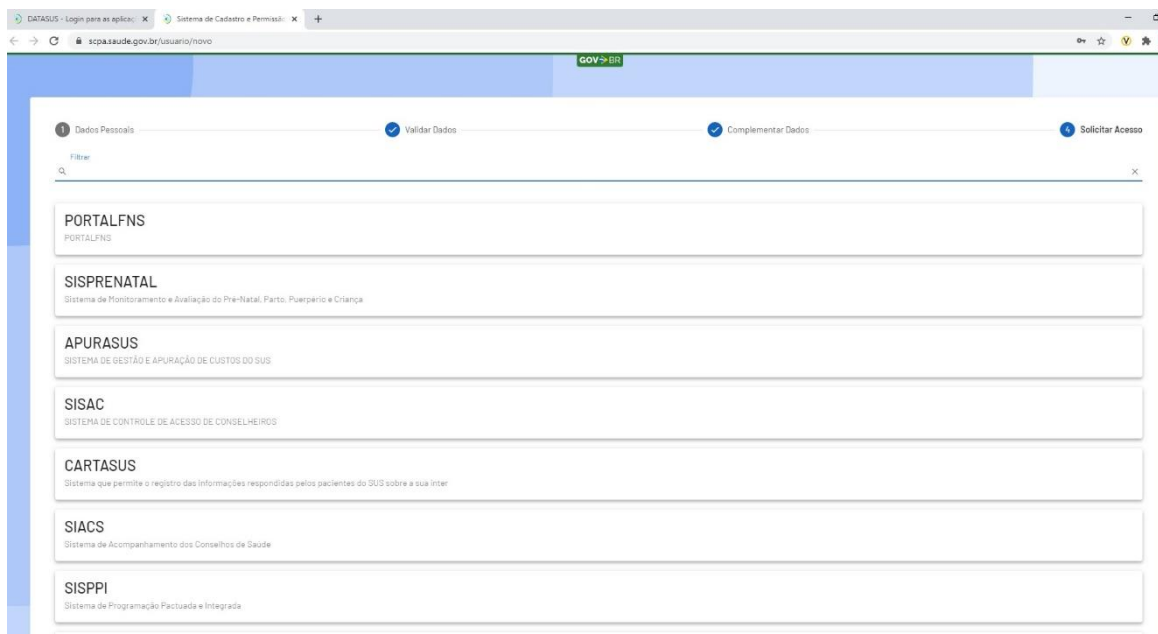 DATASUS - Login para as aplicaç
Sistema de Cadastro e Permissã
scpa.saude.gov.br/usuario/novo
GOV BR
1 Dados Pessoais
Validar Dados
Complementar Dados
4 Solicitar Acesso
Filtrar
PORTALFNS
PORTALFNS
SISPRENATAL
Sistema de Monitoramento e Avaliação do Pré-Natal, Parto, Puerpério e Criança
APURASUS
SISTEMA DE GESTÃO E APURAÇÃO DE CUSTOS DO SUS
SISAC
SISTEMA DE CONTROLE DE ACESSO DE CONSELHEIROS
CARTASUS
Sistema que permite o registro das informações respondidas pelos pacientes do SUS sobre a sua inter
SIACS
Sistema de Acompanhamento dos Conselhos de Saúde
SISPPI
Sistema de Programação Pactuada e Integrada